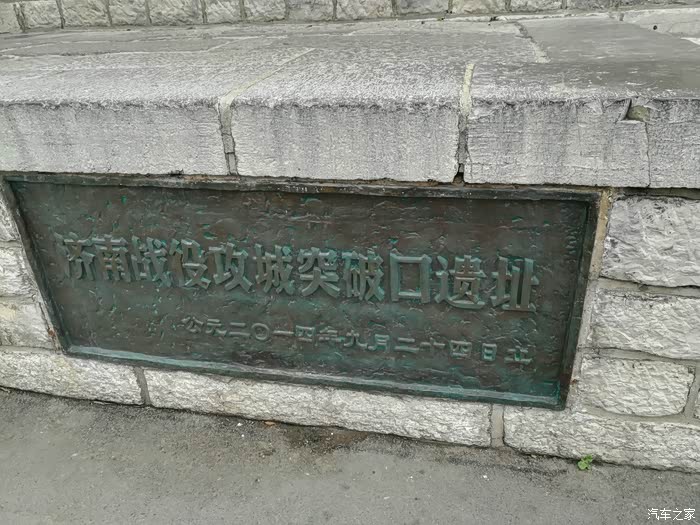 济南战役攻城突破口遗址
公元二〇一四年九月二十四日立
汽车之家